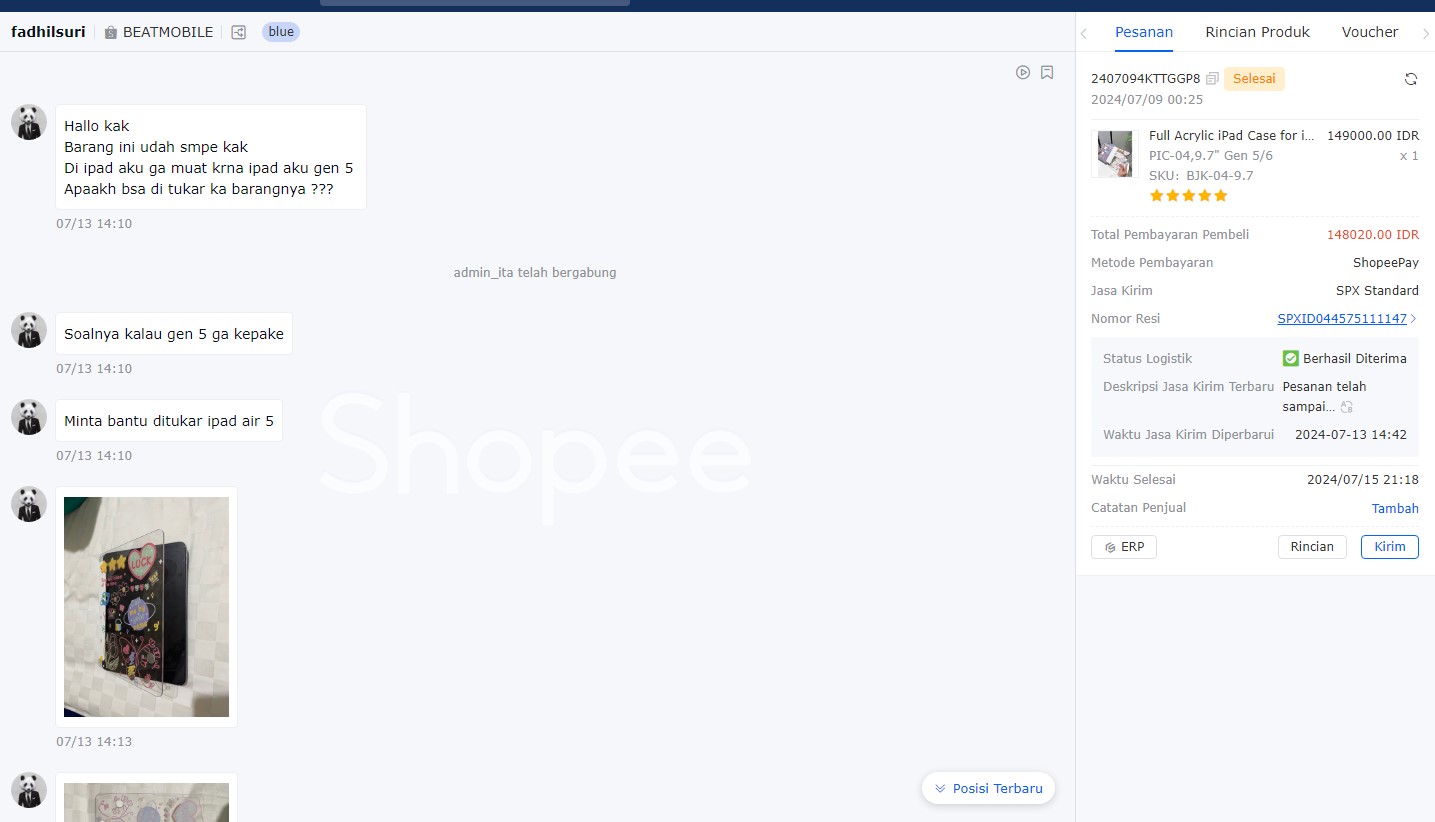 fadhilsuri
BEATMOBILE
blue
Hallo kak
Barang ini udah smpe kak
Di ipad aku ga muat krna ipad aku gen 5
Apaakh bsa di tukar ka barangnya ???
07/13 14:10
admin_ita telah bergabung
Soalnya kalau gen 5 ga kepake
07/13 14:10
Minta bantu ditukar ipad air 5
07/13 14:10
LOCK
07/13 14:13
Shopee
Posisi Terbaru
Pesanan
Rincian Produk
Voucher
2407094KTTGGP8
Selesai
2024/07/09 00:25
Full Acrylic iPad Case for i...
149000.00 IDR
PIC-04,9.7" Gen 5/6
x 1
SKU: BJK-04-9.7
Total Pembayaran Pembeli
148020.00 IDR
Metode Pembayaran
ShopeePay
Jasa Kirim
SPX Standard
Nomor Resi
SPXID044575111147
Status Logistik
Berhasil Diterima
Deskripsi Jasa Kirim Terbaru
Pesanan telah
sampai...
Waktu Jasa Kirim Diperbarui
2024-07-13 14:42
Waktu Selesai
2024/07/15 21:18
Catatan Penjual
Tambah
ERP
Rincian
Kirim